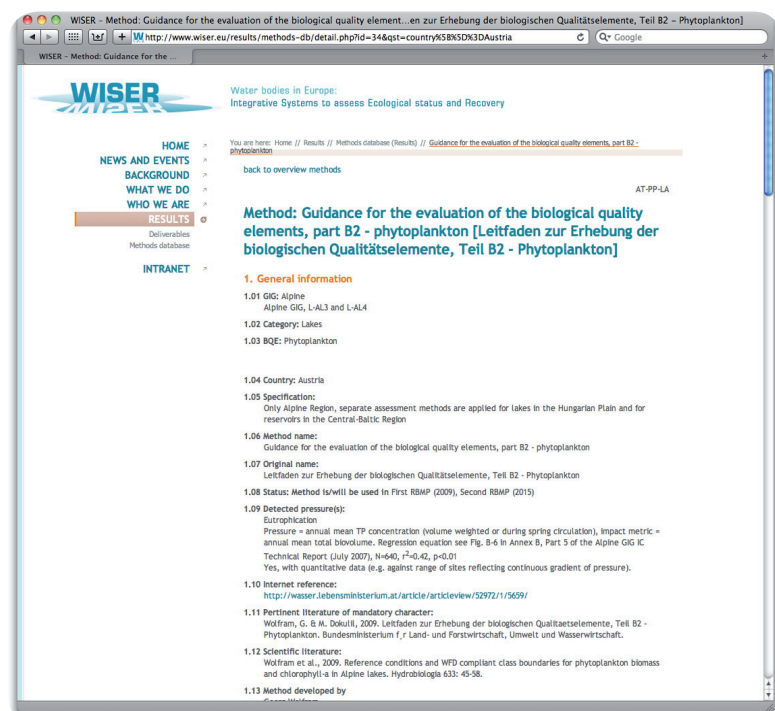 WISER – Method: Guidance for the evaluation of the biological quality element...en zur Erhebung der biologischen Qualitätselemente, Teil B2 – Phytoplankton]
http://www.wiser.eu/results/methods-db/detail.php?id=34&qst=country%5B%5D%3DAustria
Google
WISER – Method: Guidance for the ...
WISER
Water bodies in Europe:
Integrative Systems to assess Ecological status and Recovery
HOME
NEWS AND EVENTS
BACKGROUND
WHAT WE DO
WHO WE ARE
RESULTS
Deliverables
Methods database
INTRANET
You are here: Home // Results // Methods database (Results) // Guidance for the evaluation of the biological quality elements, part B2 -
phytoplankton
back to overview methods
AT-PP-LA
Method: Guidance for the evaluation of the biological quality
elements, part B2 - phytoplankton [Leitfaden zur Erhebung der
biologischen Qualitätselemente, Teil B2 - Phytoplankton]
1. General information
1.01 GIG: Alpine
Alpine GIG, L-AL3 and L-AL4
1.02 Category: Lakes
1.03 BQE: Phytoplankton
1.04 Country: Austria
1.05 Specification:
Only Alpine Region, separate assessment methods are applied for lakes in the Hungarian Plain and for
reservoirs in the Central-Baltic Region
1.06 Method name:
Guidance for the evaluation of the biological quality elements, part B2 - phytoplankton
1.07 Original name:
Leitfaden zur Erhebung der biologischen Qualitätselemente, Teil B2 - Phytoplankton
1.08 Status: Method is/will be used in First RBMP (2009), Second RBMP (2015)
1.09 Detected pressure(s):
Eutrophication
Pressure = annual mean TP concentration (volume weighted or during spring circulation), impact metric =
annual mean total biovolume. Regression equation see Fig. B-6 in Annex B, Part 5 of the Alpine GIG IC
Technical Report (July 2007), N=640, r²=0.42, p<0.01
Yes, with quantitative data (e.g. against range of sites reflecting continuous gradient of pressure).
1.10 Internet reference:
http://wasser.lebensministerium.at/article/articleview/52972/1/5659/
1.11 Pertinent literature of mandatory character:
Wolfram, G. & M. Dokulil, 2009. Leitfaden zur Erhebung der biologischen Qualitaetselemente, Teil B2 -
Phytoplankton. Bundesministerium f¸r Land- und Forstwirtschaft, Umwelt und Wasserwirtschaft.
1.12 Scientific literature:
Wolfram et al., 2009. Reference conditions and WFD compliant class boundaries for phytoplankton biomass
and chlorophyll-a in Alpine lakes. Hydrobiologia 633: 45-58.
1.13 Method developed by